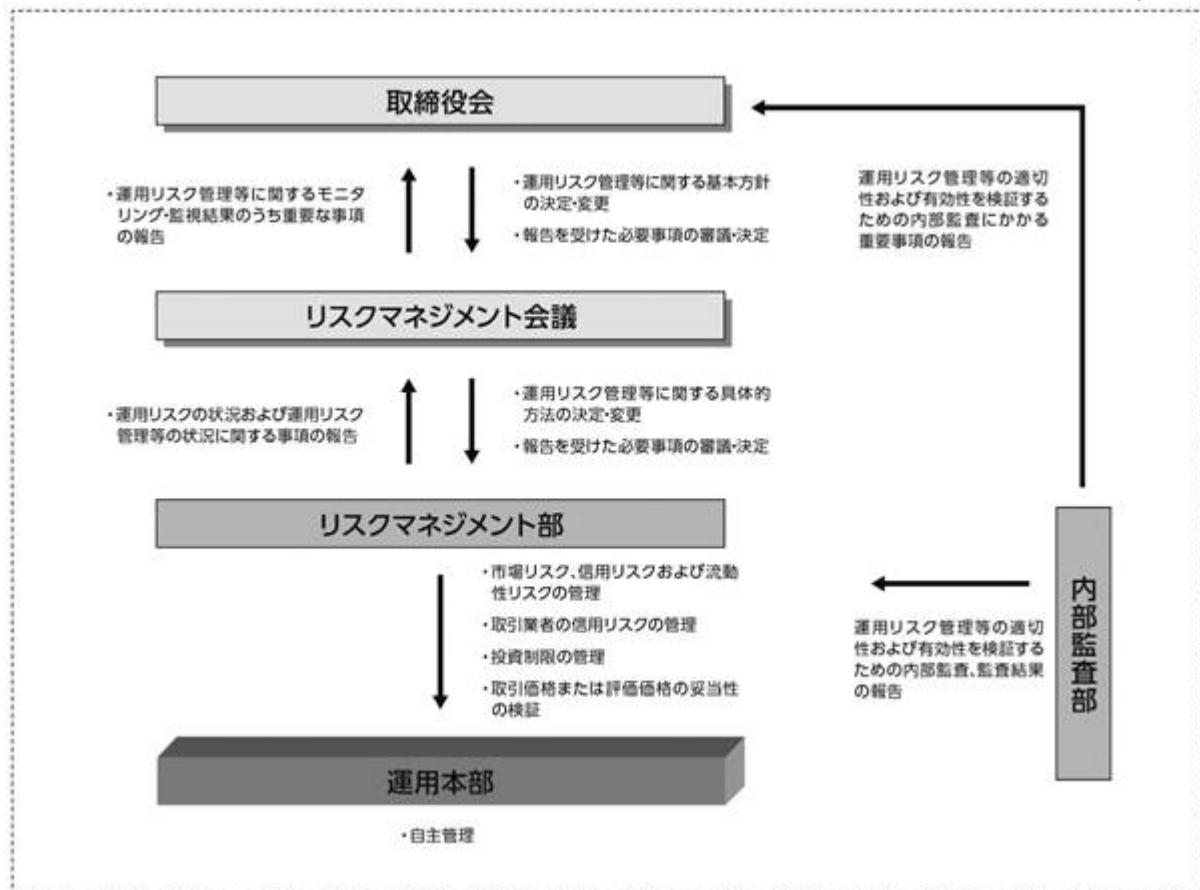 取締役会
・運用リスク管理等に関するモニタ
リング・監視結果のうち重要な事項
の報告
・運用リスク管理等に関する基本方針
の決定・変更
・報告を受けた必要事項の審議・決定
運用リスク管理等の適切
性および有効性を検証す
るための内部監査にかかる
重要事項の報告
リスクマネジメント会議
・運用リスクの状況および運用リスク
管理等の状況に関する事項の報告
・運用リスク管理等に関する具体的
方法の決定・変更
・報告を受けた必要事項の審議・決定
リスクマネジメント部
・市場リスク、信用リスクおよび流動
性リスクの管理
・取引業者の信用リスクの管理
・投資制限の管理
・取引価格または評価価格の妥当性
の検証
運用リスク管理等の適切
性および有効性を検証する
ための内部監査、監査結果
の報告
内部監査部
運用本部
・自主管理